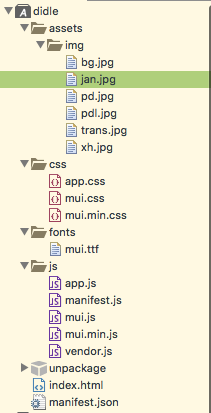 didle
assets
img
bg.jpg
jan.jpg
pd.jpg
pdl.jpg
trans.jpg
xh.jpg
css
app.css
mui.css
mui.min.css
fonts
mui.ttf
js
app.js
manifest.js
mui.js
mui.min.js
vendor.js
unpackage
index.html
manifest.json